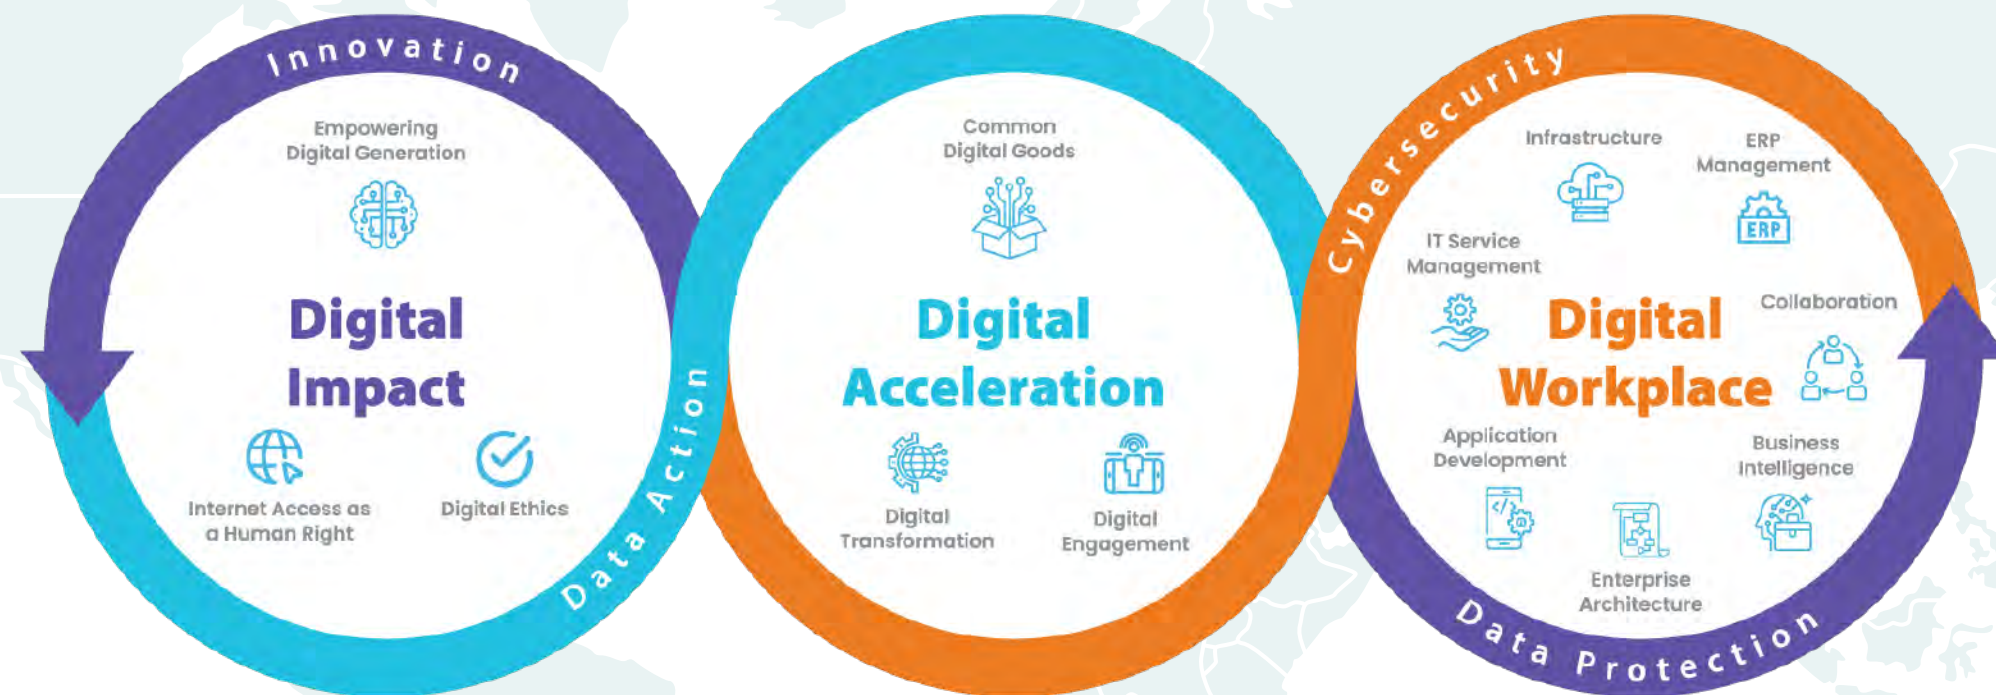 Innovation
Empowering
Digital Generation
Digital
Impact
Internet Access as
a Human Right
Digital Ethics
Data Action
Common
Digital Goods
Digital
Acceleration
Digital
Transformation
Digital
Engagement
Cybersecurity
Infrastructure
ERP
Management
ERP
IT Service
Management
Collaboration
Digital
Workplace
Application
Development
</>
Business
Intelligence
Enterprise
Architecture
Data Protection